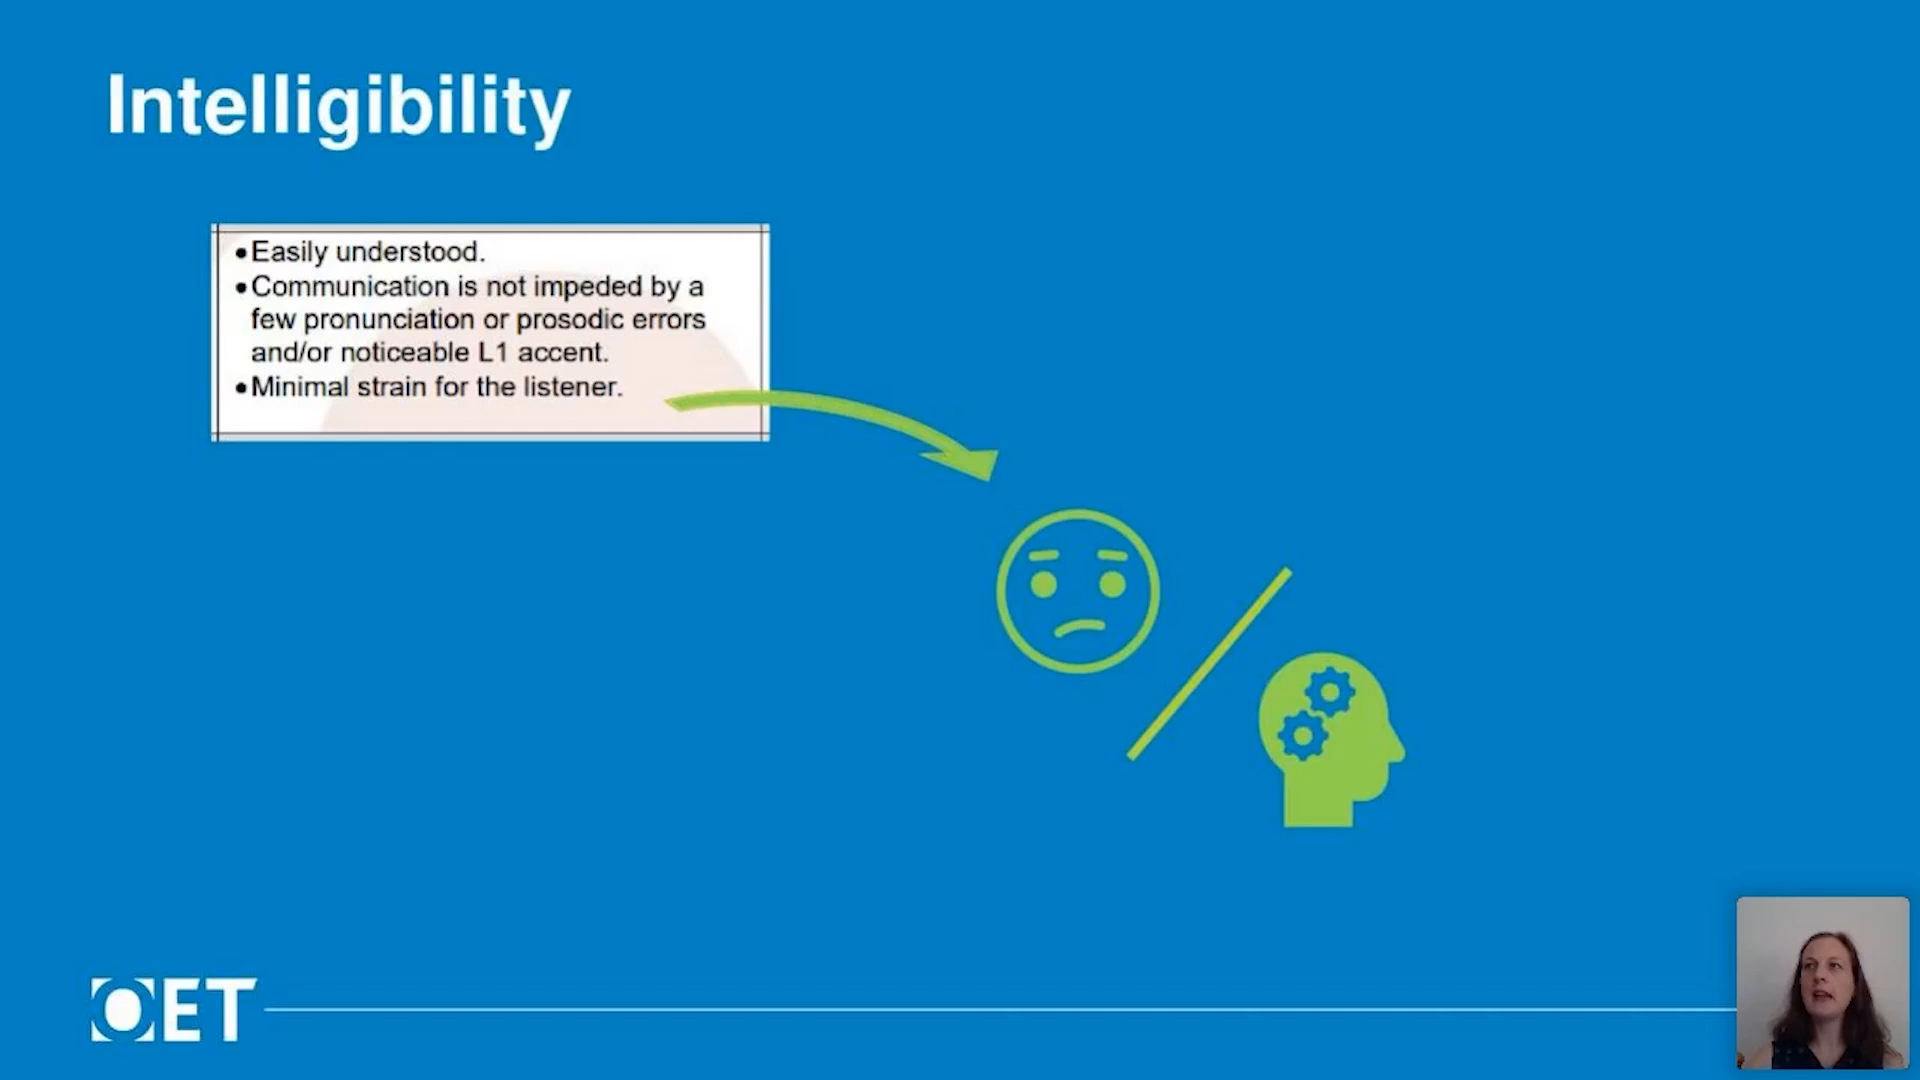 Intelligibility
•Easily understood.
•Communication is not impeded by a
few pronunciation or prosodic errors
and/or noticeable L1 accent.
•Minimal strain for the listener.
OET